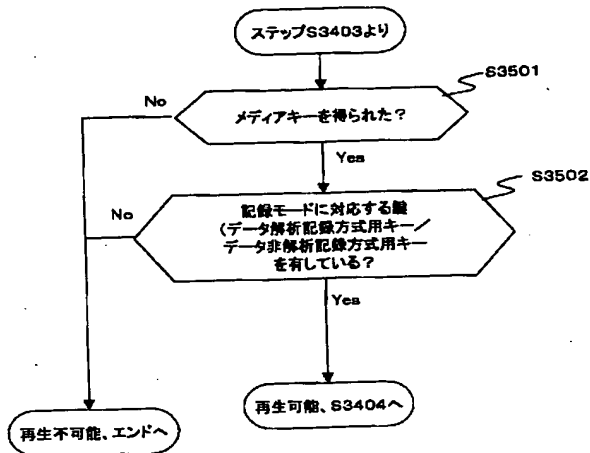 ステップS3403より
S3501
No
メディアキーを得られた?
Yes
S3502
No
記録モードに対応する鍵
(データ解析記録方式用キー/
データ非解析記録方式用キー
を有している?
Yes
再生可能、S3404へ
再生不可能、エンドへ